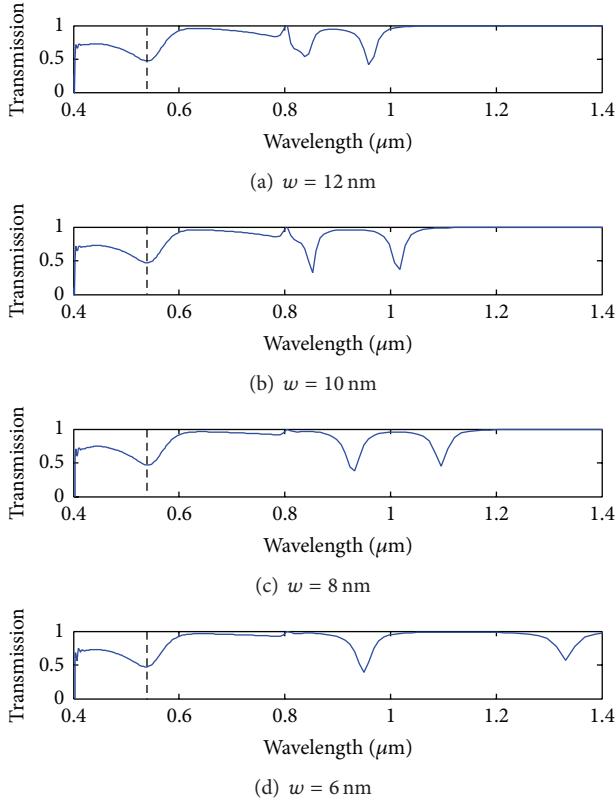 Transmission
1
0.5
0
0.4 0.6 0.8 1 1.2 1.4
Wavelength (μm)
(a) w = 12 nm
Transmission
1
0.5
0
0.4 0.6 0.8 1 1.2 1.4
Wavelength (μm)
(b) w = 10 nm
Transmission
1
0.5
0
0.4 0.6 0.8 1 1.2 1.4
Wavelength (μm)
(c) w = 8 nm
Transmission
1
0.5
0
0.4 0.6 0.8 1 1.2 1.4
Wavelength (μm)
(d) w = 6 nm